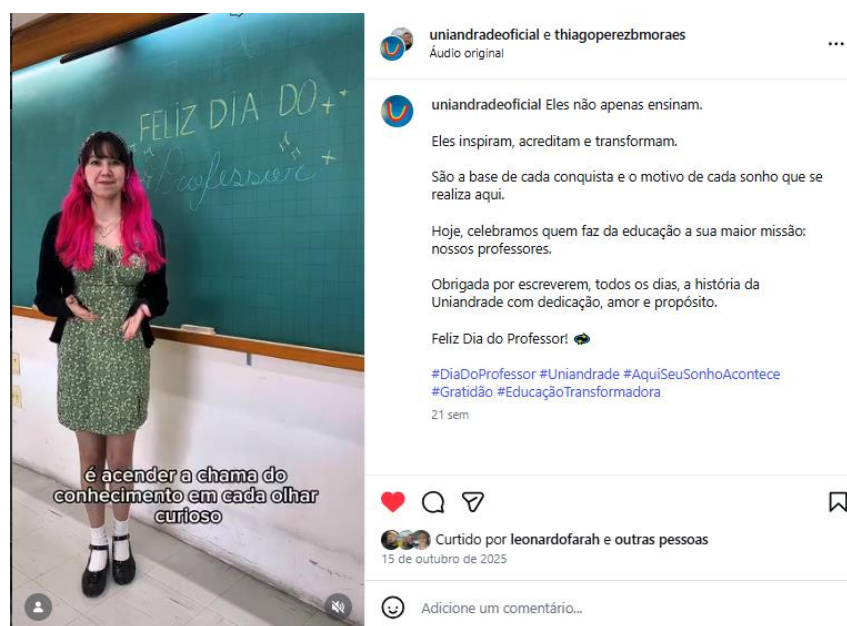 FELIZ DIA DO
Professor
é acender a chama do
conhecimento em cada olhar
curioso
uniandradeoficial e thiagoperezbmoraes
Áudio original
uniandradeoficial Eles não apenas ensinam.
Eles inspiram, acreditam e transformam.
São a base de cada conquista e o motivo de cada sonho que se
realiza aqui.
Hoje, celebramos quem faz da educação a sua maior missão:
nossos professores.
Obrigada por escreverem, todos os dias, a história da
Uniandrade com dedicação, amor e propósito.
Feliz Dia do Professor!
#DiaDoProfessor #Uniandrade #AquiSeuSonhoAcontece
#Gratidão #EducaçãoTransformadora
21 sem
Curtido por leonardofarah e outras pessoas
15 de outubro de 2025
Adicione um comentário...